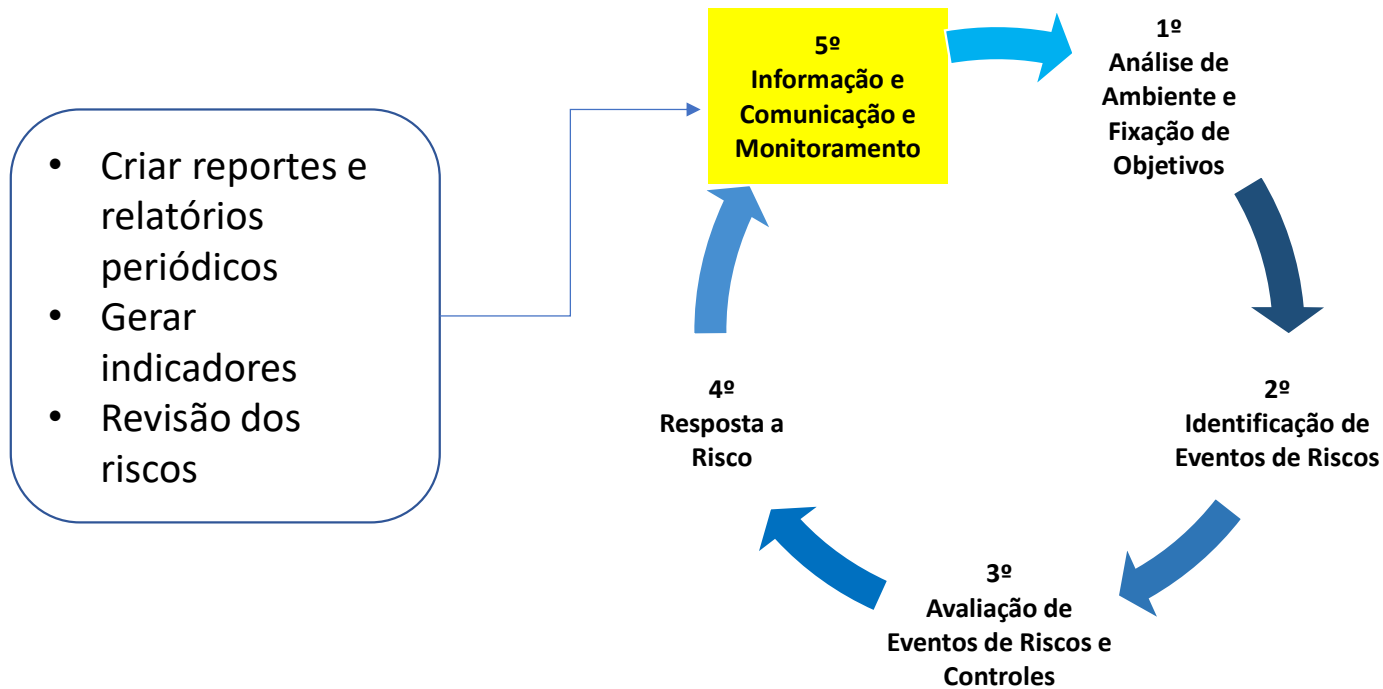 • Criar reportes e
relatórios
periódicos
• Gerar
indicadores
• Revisão dos
riscos
5º
Informação e
Comunicação e
Monitoramento
1º
Análise de
Ambiente e
Fixação de
Objetivos
2º
Identificação de
Eventos de Riscos
3º
Avaliação de
Eventos de Riscos e
Controles
4º
Resposta a
Risco